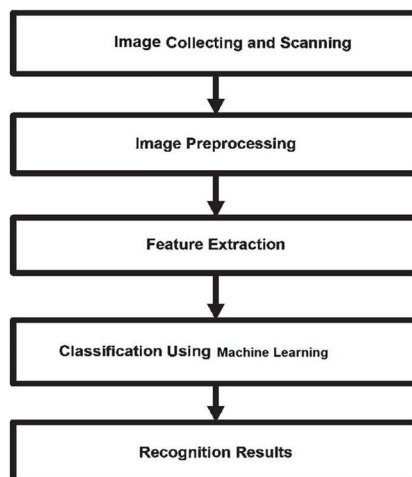 Image Collecting and Scanning
Image Preprocessing
Feature Extraction
Classification Using Machine Learning
Recognition Results